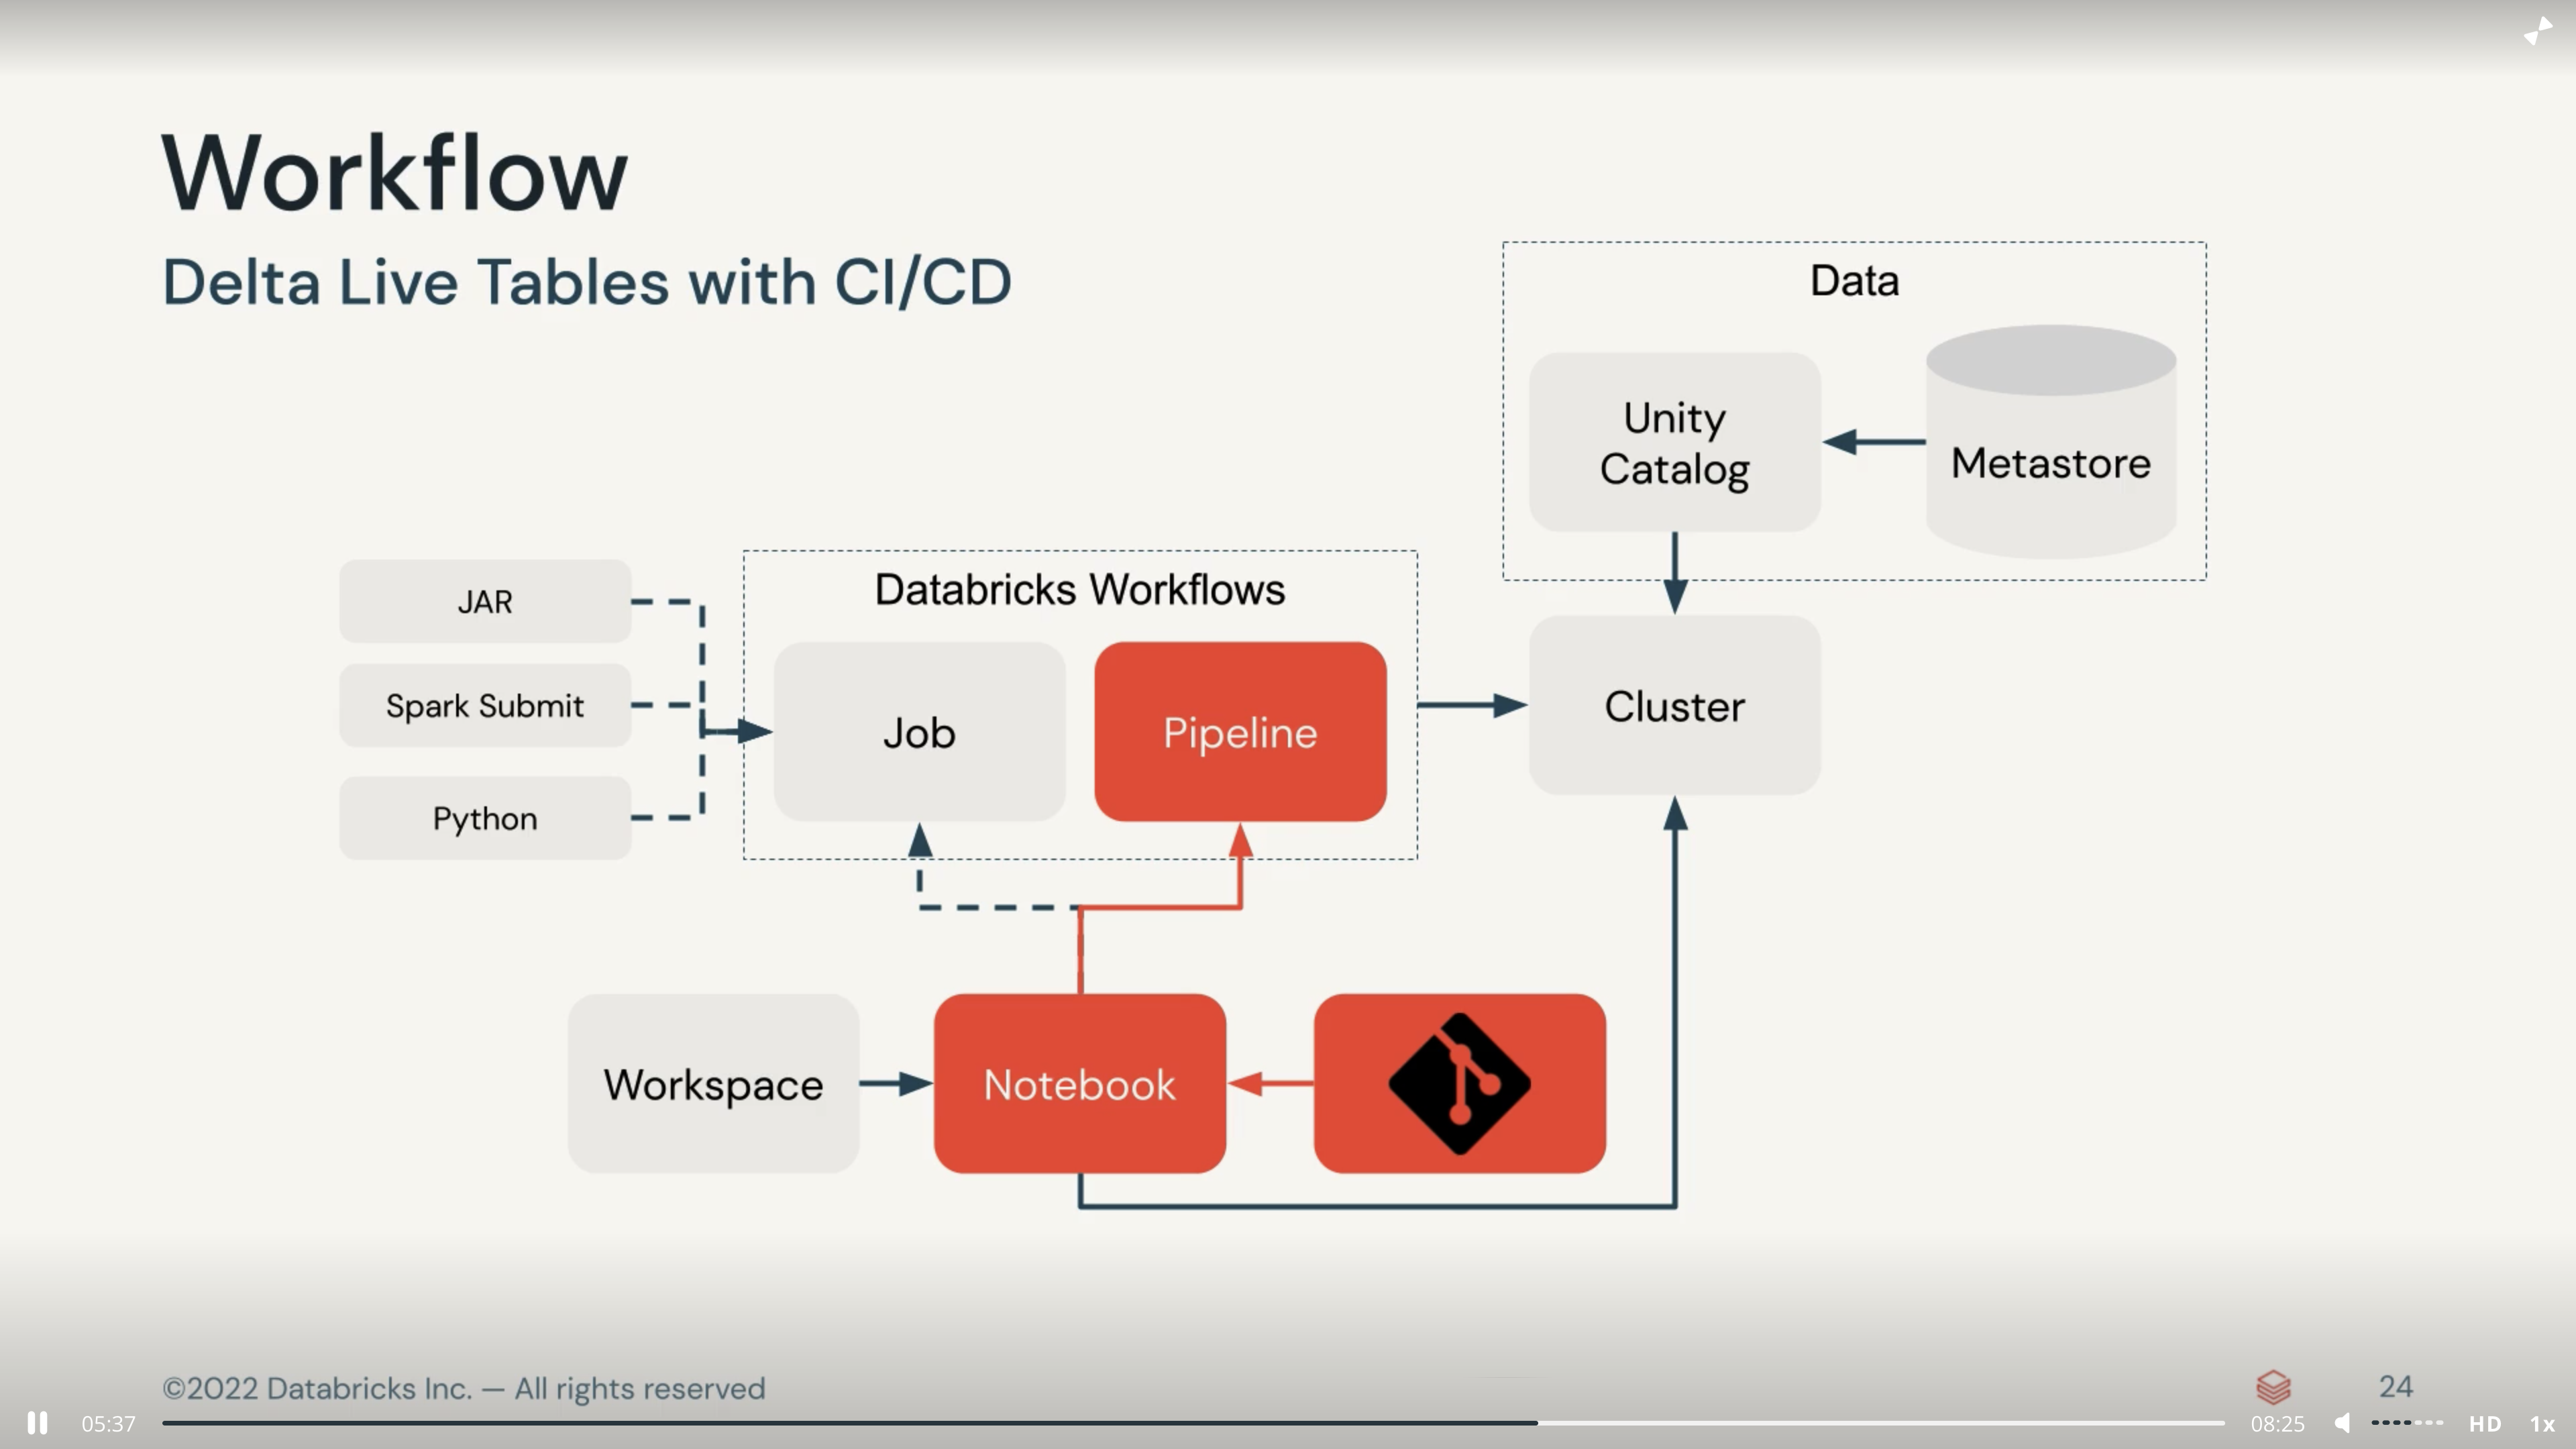 Workflow
Delta Live Tables with CI/CD
Data
Unity
Catalog
Metastore
JAR
Spark Submit
Python
Databricks Workflows
Job
Pipeline
Cluster
Workspace
Notebook
©2022 Databricks Inc. — All rights reserved
24
05:37
08:25
HD
1x